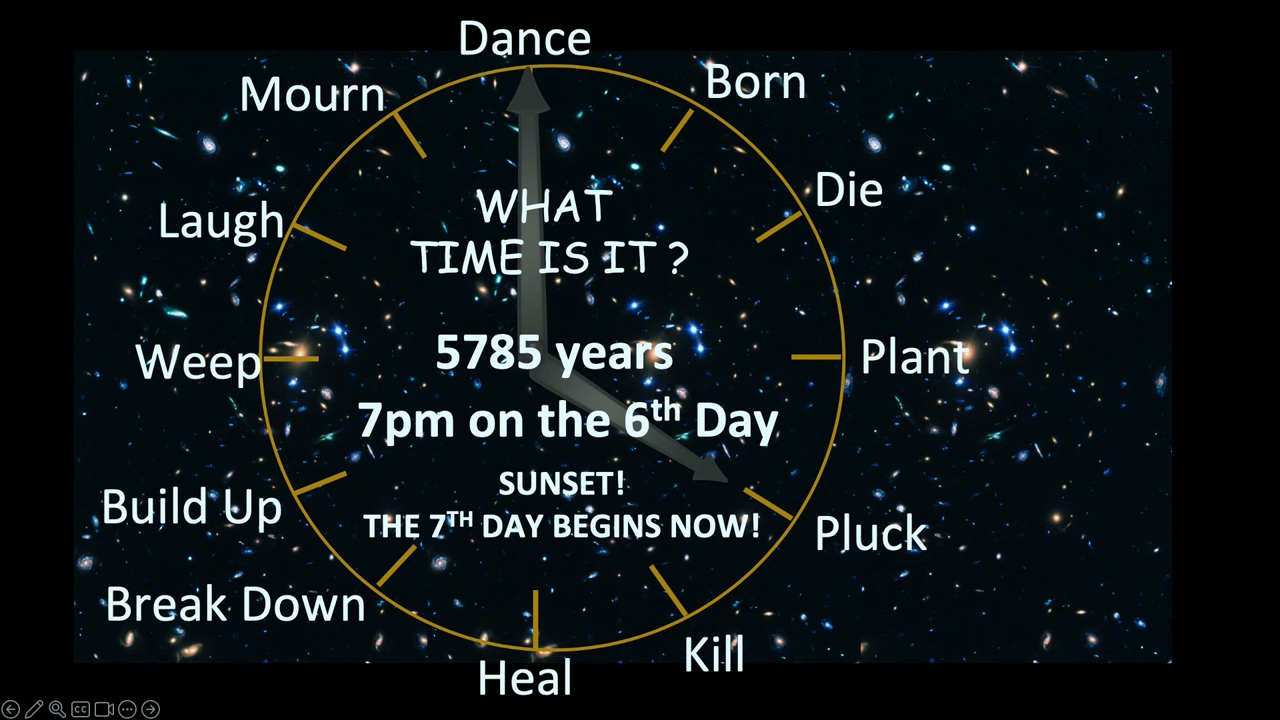 Dance
Born
Mourn
Die
Laugh
WHAT
TIME IS IT ?
5785 years
Weep
Plant
7pm on the 6th Day
SUNSET!
THE 7TH DAY BEGINS NOW!
Build Up
Pluck
Break Down
Kill
Heal
CC